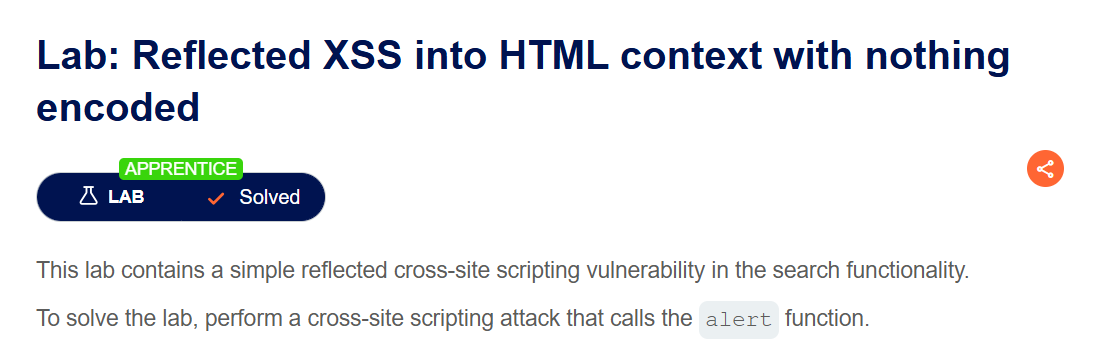 Lab: Reflected XSS into HTML context with nothing
encoded
APPRENTICE
LAB
Solved
This lab contains a simple reflected cross-site scripting vulnerability in the search functionality.
To solve the lab, perform a cross-site scripting attack that calls the alert function.